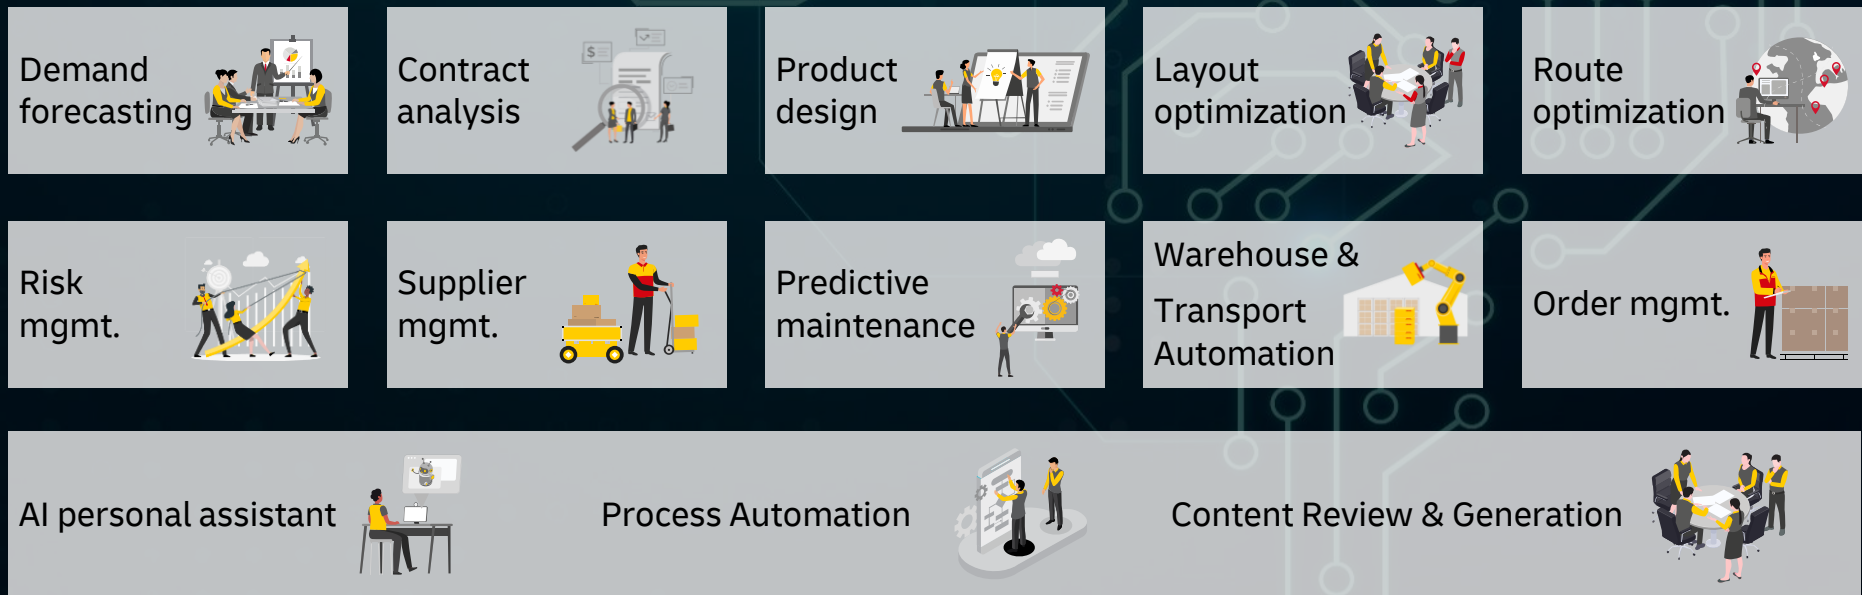 Demand
forecasting
Contract
analysis
$
Product
design
Layout
optimization
Route
optimization
Risk
mgmt.
Supplier
mgmt.
Predictive
maintenance
Warehouse &
Transport
Automation
Order mgmt.
AI personal assistant
Process Automation
Content Review & Generation